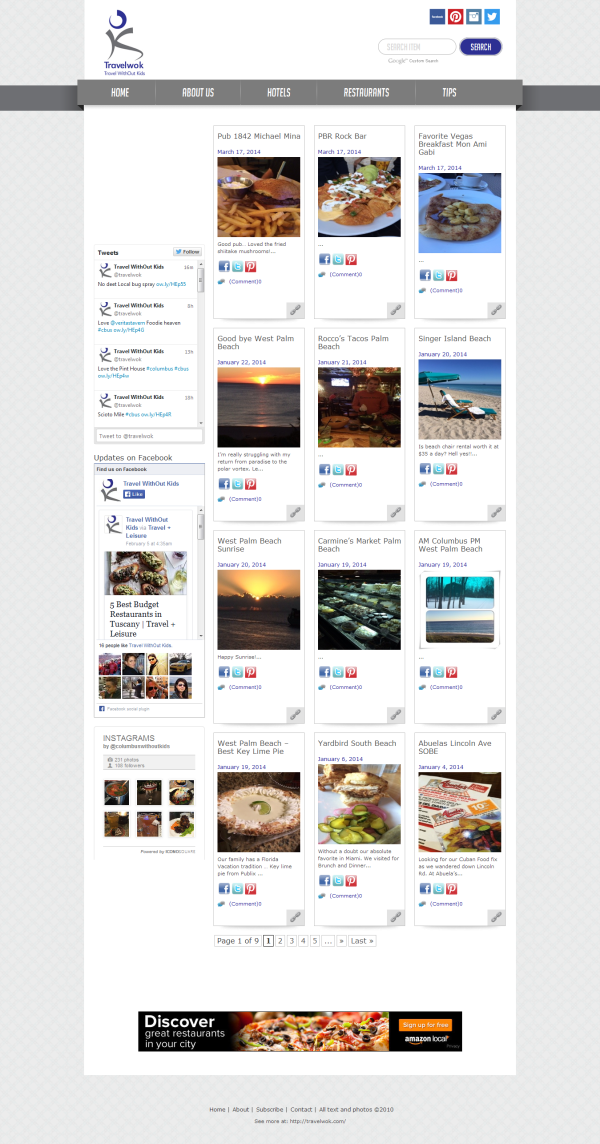 Travelwok
Travel WithOut Kids
facebook
SEARCH ITEM
SEARCH
Google™ Custom Search
HOME
ABOUT US
HOTELS
RESTAURANTS
TIPS
Tweets
Follow
Travel WithOut Kids
@travelwok
No deet Local bug spray ow.ly/HEp5S
Travel WithOut Kids 8h
@travelwok
Love @veritastavern Foodie heaven
#cbus ow.ly/HEp4G
Travel WithOut Kids 13h
@travelwok
Love the Pint House #columbus #cbus
ow.ly/HEp4w
Travel WithOut Kids 18h
@travelwok
Scioto Mile #cbus ow.ly/HEp4R
Tweet to @travelwok
Updates on Facebook
Find us on Facebook
Travel WithOut Kids
Like
Travel WithOut
Kids via Travel +
Leisure
February 5 at 4:35am
5 Best Budget
Restaurants in
Tuscany | Travel +
Leisure
16 people like Travel WithOut Kids
Facebook social plugin
INSTAGRAMS
by @columbuswithoutkids
231 photos
108 followers
Powered by ICONOSQUARE
Pub 1842 Michael Mina
March 17, 2014
Good pub.. Loved the fried
shiitake mushrooms!...
(Comment)0
PBR Rock Bar
March 17, 2014
...
(Comment)0
Favorite Vegas
Breakfast Mon Ami
Gabi
March 17, 2014
...
(Comment)0
Good bye West Palm
Beach
January 22, 2014
I'm really struggling with my
return from paradise to the
polar vortex. Le...
(Comment)0
Rocco's Tacos Palm
Beach
January 21, 2014
...
(Comment)0
Singer Island Beach
January 20, 2014
Is beach chair rental worth it at
$35 a day? Hell yes!...
(Comment)0
West Palm Beach
Sunrise
January 20, 2014
Happy Sunrise!...
(Comment)0
Carmine's Market Palm
Beach
January 19, 2014
...
(Comment)0
AM Columbus PM
West Palm Beach
January 19, 2014
...
(Comment)0
West Palm Beach –
Best Key Lime Pie
January 19, 2014
Our family has a Florida
Vacation tradition .. Key lime
pie from Publix ...
(Comment)0
Yardbird South Beach
January 6, 2014
Without a doubt our absolute
favorite in Miami. We visited for
Brunch and Dinner...
(Comment)0
Abuelas Lincoln Ave
SOBE
January 4, 2014
Looking for our Cuban Food fix
as we wandered down Lincoln
Rd. At Abuela's...
(Comment)0
Page 1 of 9 1 2 3 4 5 ... » Last »
Discover
great restaurants
in your city
Sign up for free
amazon local
Privacy
Home | About | Subscribe | Contact | All text and photos ©2010
See more at: http://travelwok.com/